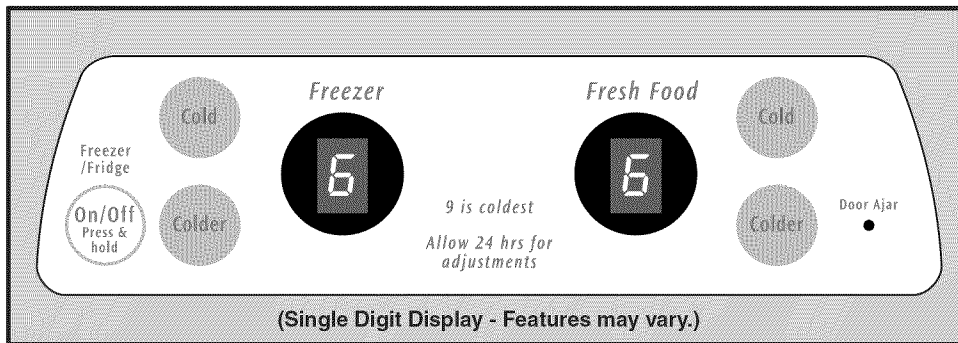 Freezer
Fresh Food
Cold
Cold
Freezer
/Fridge
6
6
On/Off
Press &
hold
Colder
9 is coldest
Colder
Door Ajar
Allow 24 hrs for
adjustments
(Single Digit Display - Features may vary.)